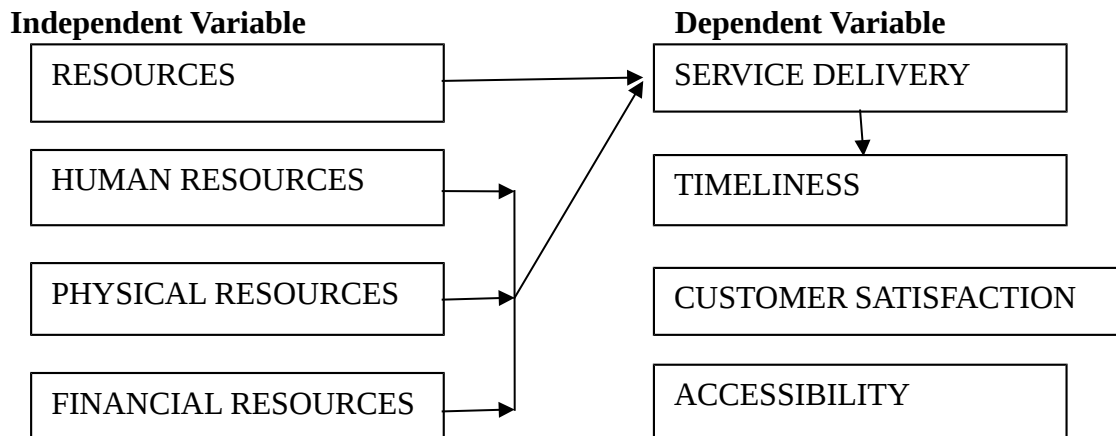 Independent Variable
Dependent Variable
RESOURCES
SERVICE DELIVERY
HUMAN RESOURCES
TIMELINESS
PHYSICAL RESOURCES
CUSTOMER SATISFACTION
FINANCIAL RESOURCES
ACCESSIBILITY